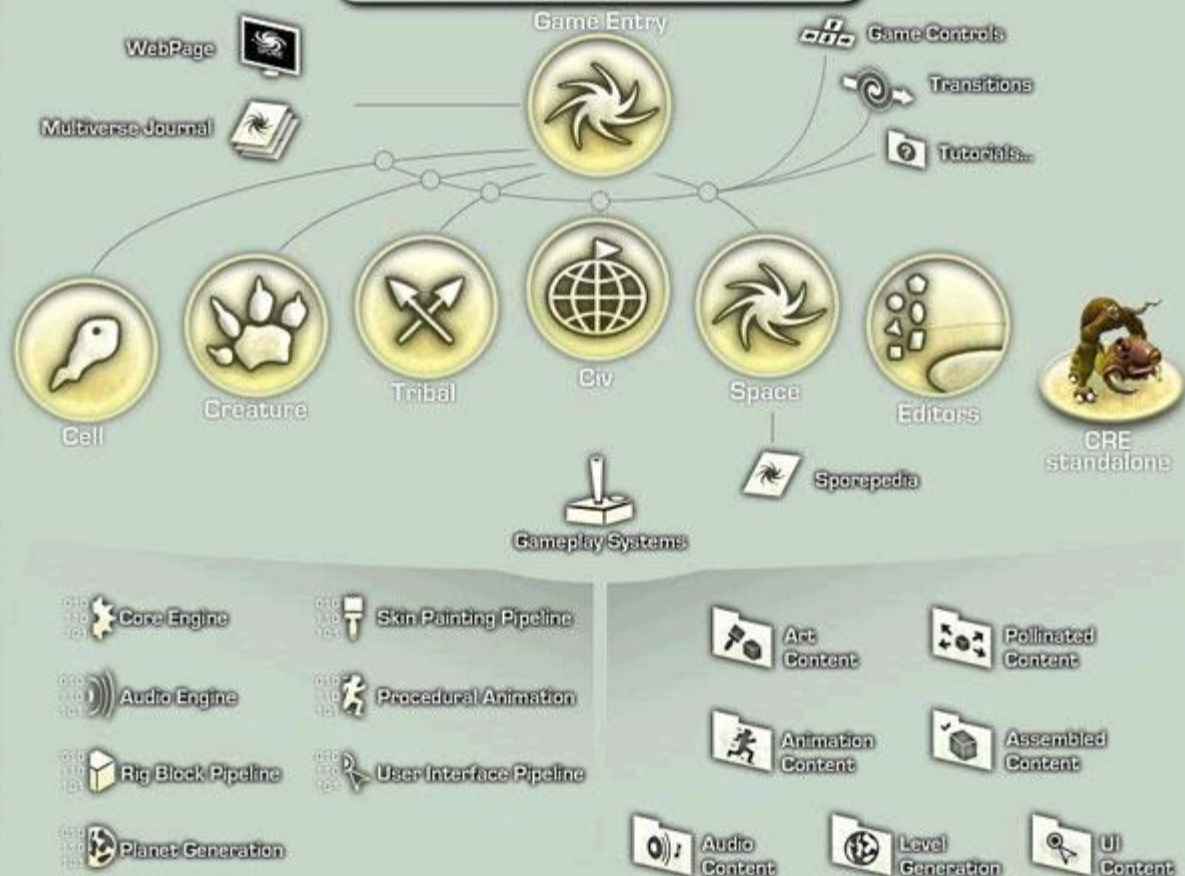 Game Entry
WebPage
Game Controls
Transitions
Multiverse Journal
Tutorials...
SPORE
Cell
Creature
Tribal
Civ
Space
Editors
CRE
standalone
Sporepedia
Gameplay Systems
Core Engine
Skin Painting Pipeline
Audio Engine
Procedural Animation
Rig Block Pipeline
User Interface Pipeline
Planet Generation
Art
Content
Pollinated
Content
Animation
Content
Assembled
Content
Audio
Content
Level
Generation
UI
Content